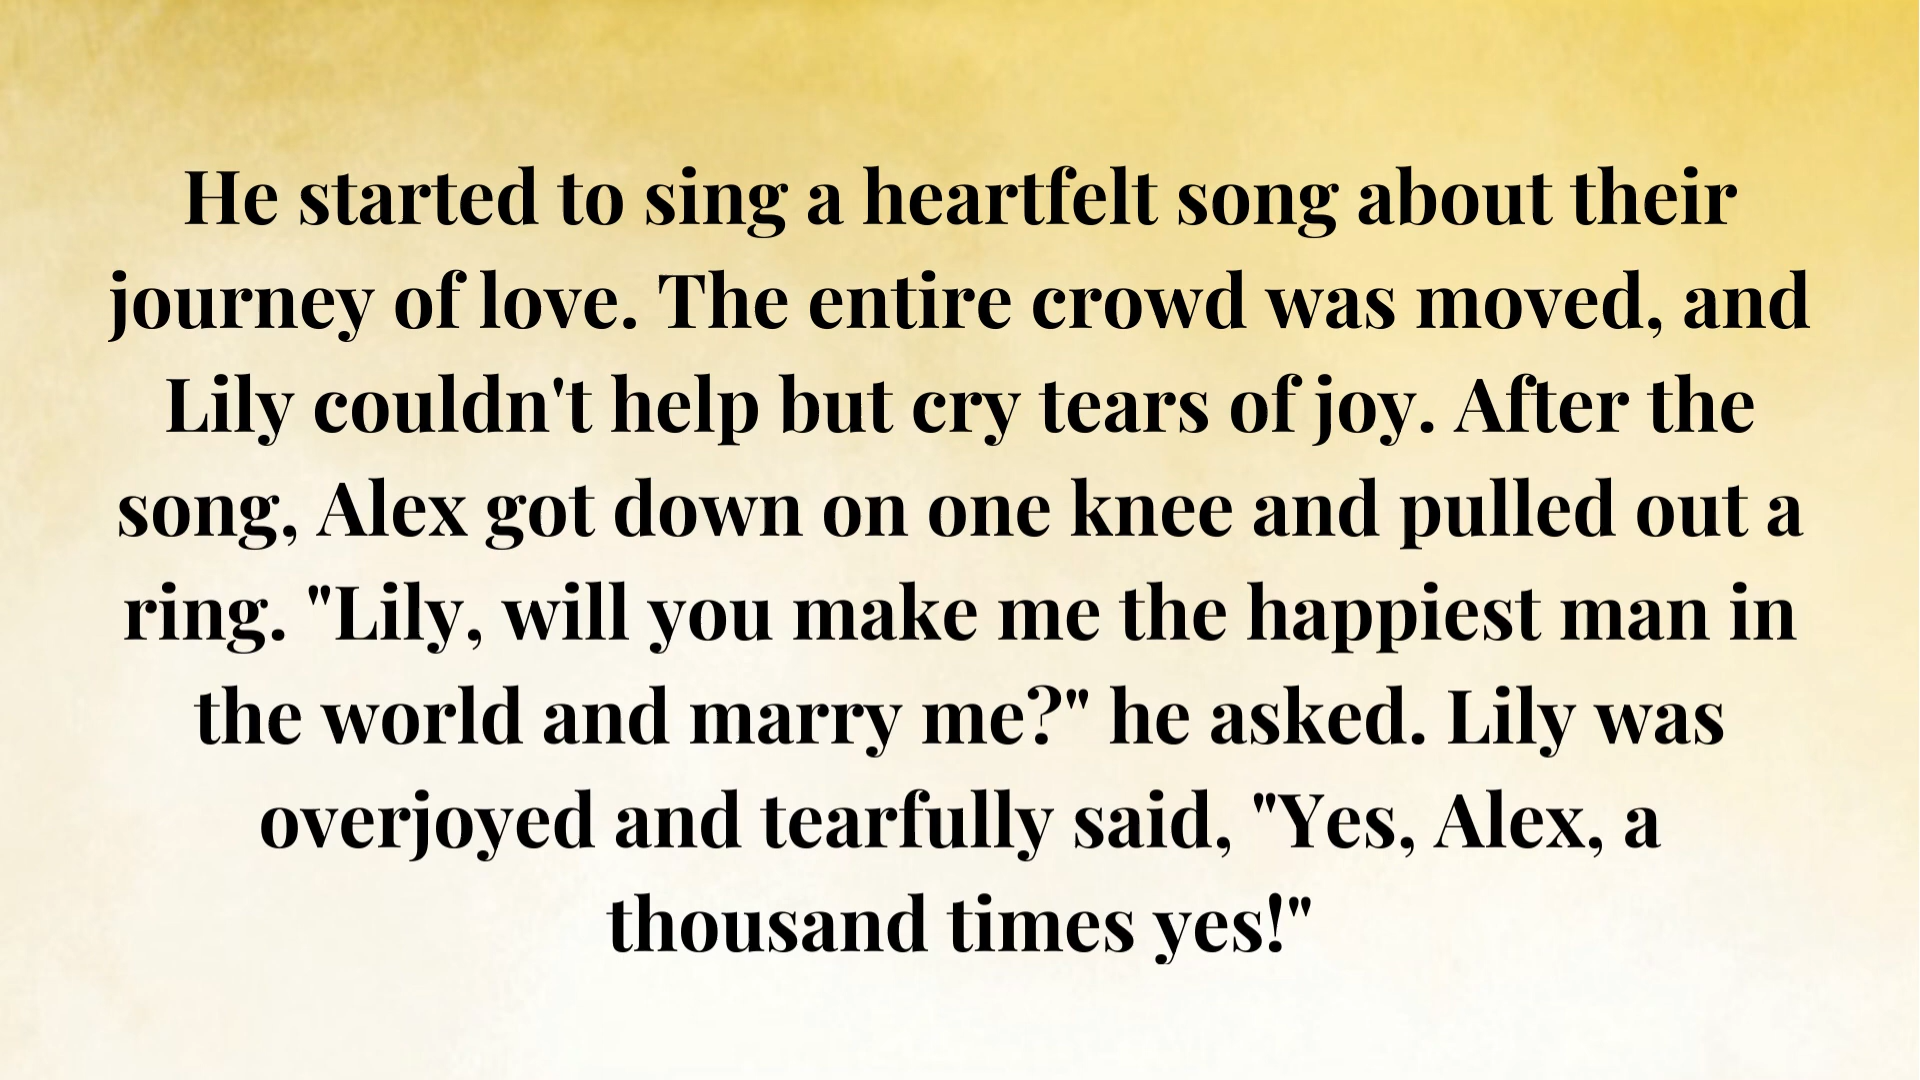 He started to sing a heartfelt song about their
journey of love. The entire crowd was moved, and
Lily couldn't help but cry tears of joy. After the
song, Alex got down on one knee and pulled out a
ring. "Lily, will you make me the happiest man in
the world and marry me?" he asked. Lily was
overjoyed and tearfully said, "Yes, Alex, a
thousand times yes!"